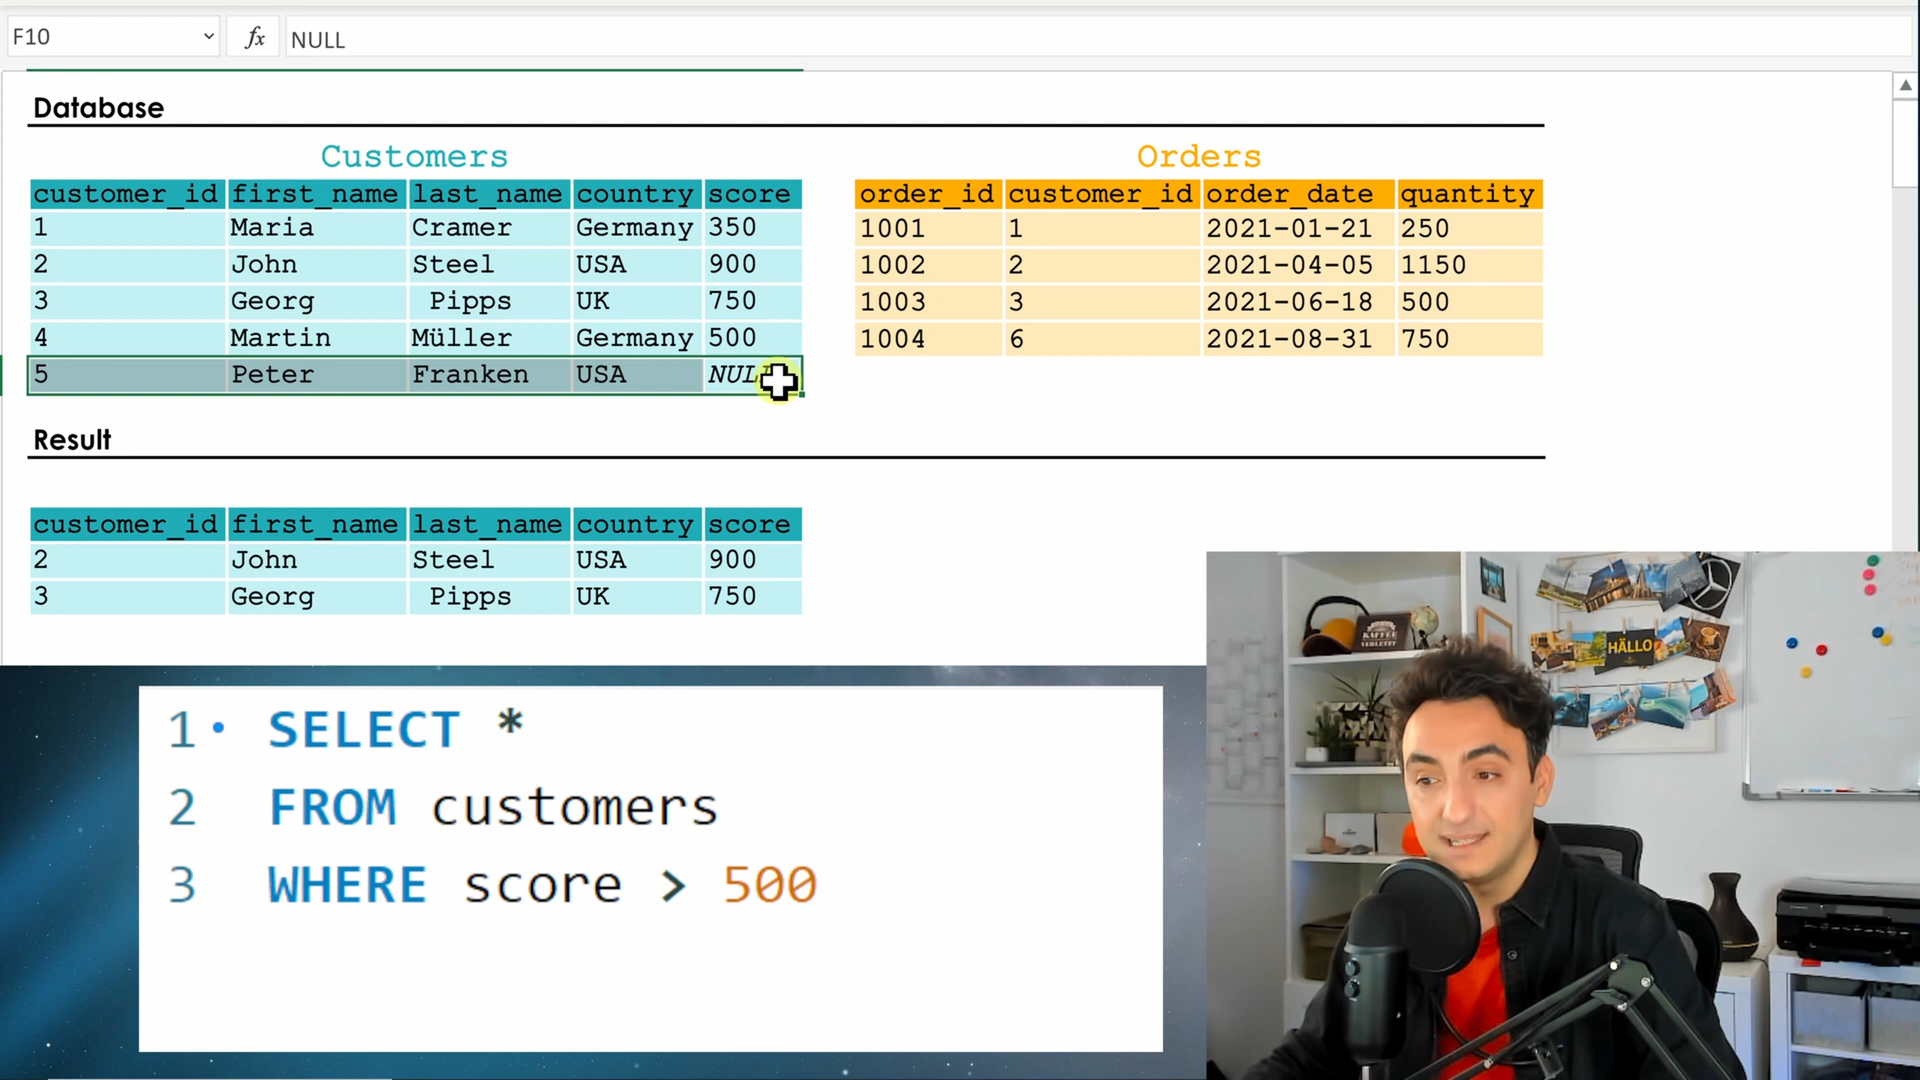 F10 fx NULL
Database
Customers
customer_id first_name last_name country score
1 Maria Cramer Germany 350
2 John Steel USA 900
3 Georg Pipps UK 750
4 Martin Müller Germany 500
5 Peter Franken USA
Orders
order_id customer_id order_date quantity
1001 1 2021-01-21 250
1002 2 2021-04-05 1150
1003 3 2021-06-18 500
1004 6 2021-08-31 750
Result
customer_id first_name last_name country score
2 John Steel USA 900
3 Georg Pipps UK 750
1 SELECT *
2 FROM customers
3 WHERE score > 500
KAFFEE
HÄLLO